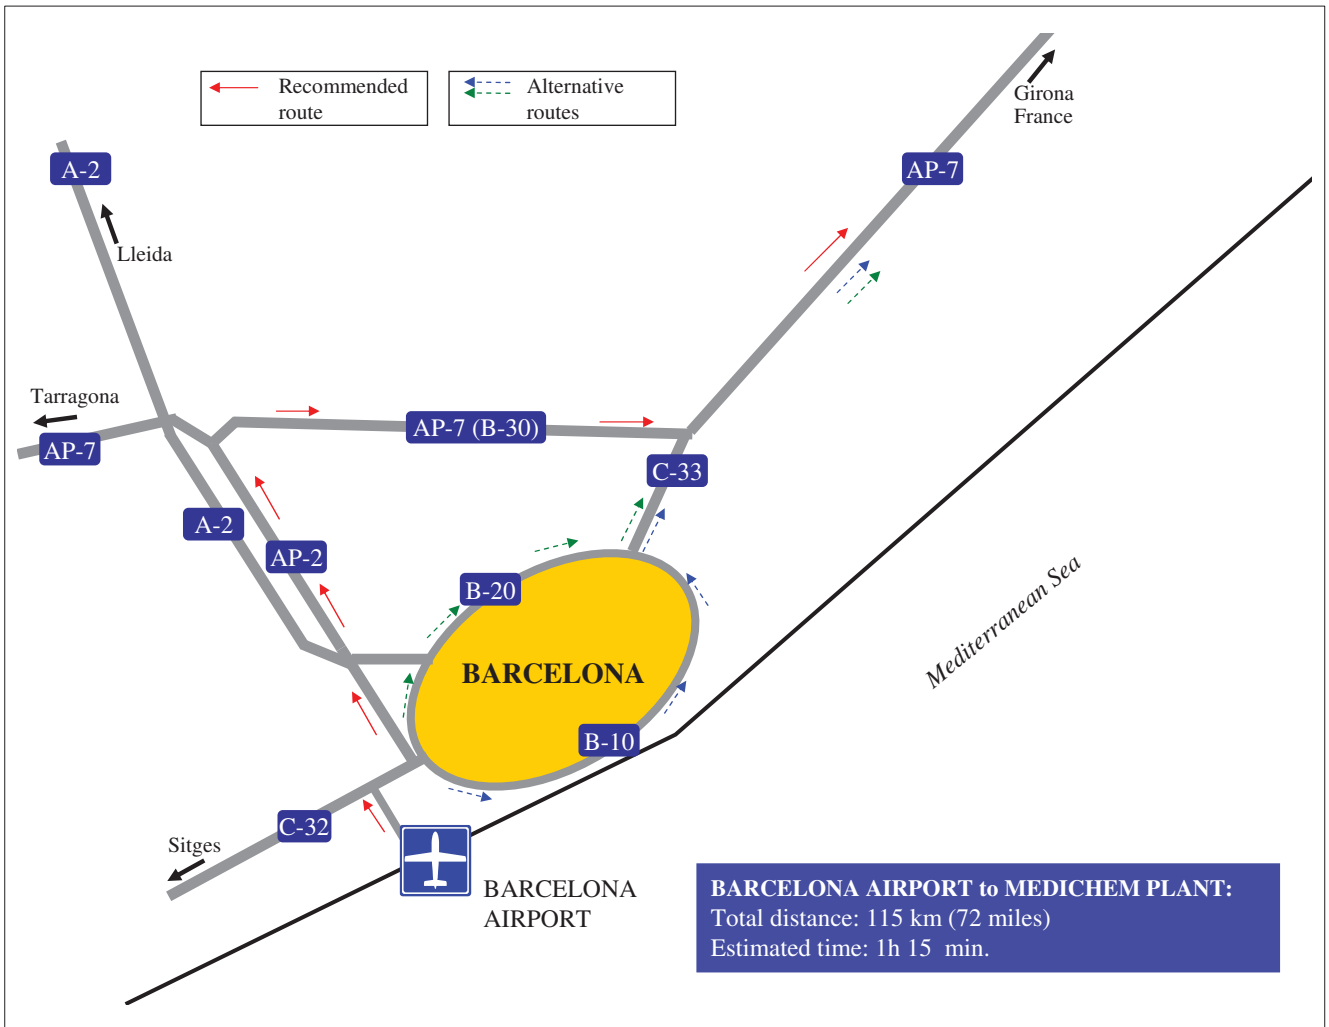 Recommended
route
Alternative
routes
Girona
France
A-2
AP-7
Lleida
Tarragona
AP-7
AP-7 (B-30)
C-33
A-2
AP-2
B-20
BARCELONA
Mediterranean Sea
B-10
C-32
Sitges
BARCELONA
AIRPORT
BARCELONA AIRPORT to MEDICHEM PLANT:
Total distance: 115 km (72 miles)
Estimated time: 1h 15 min.